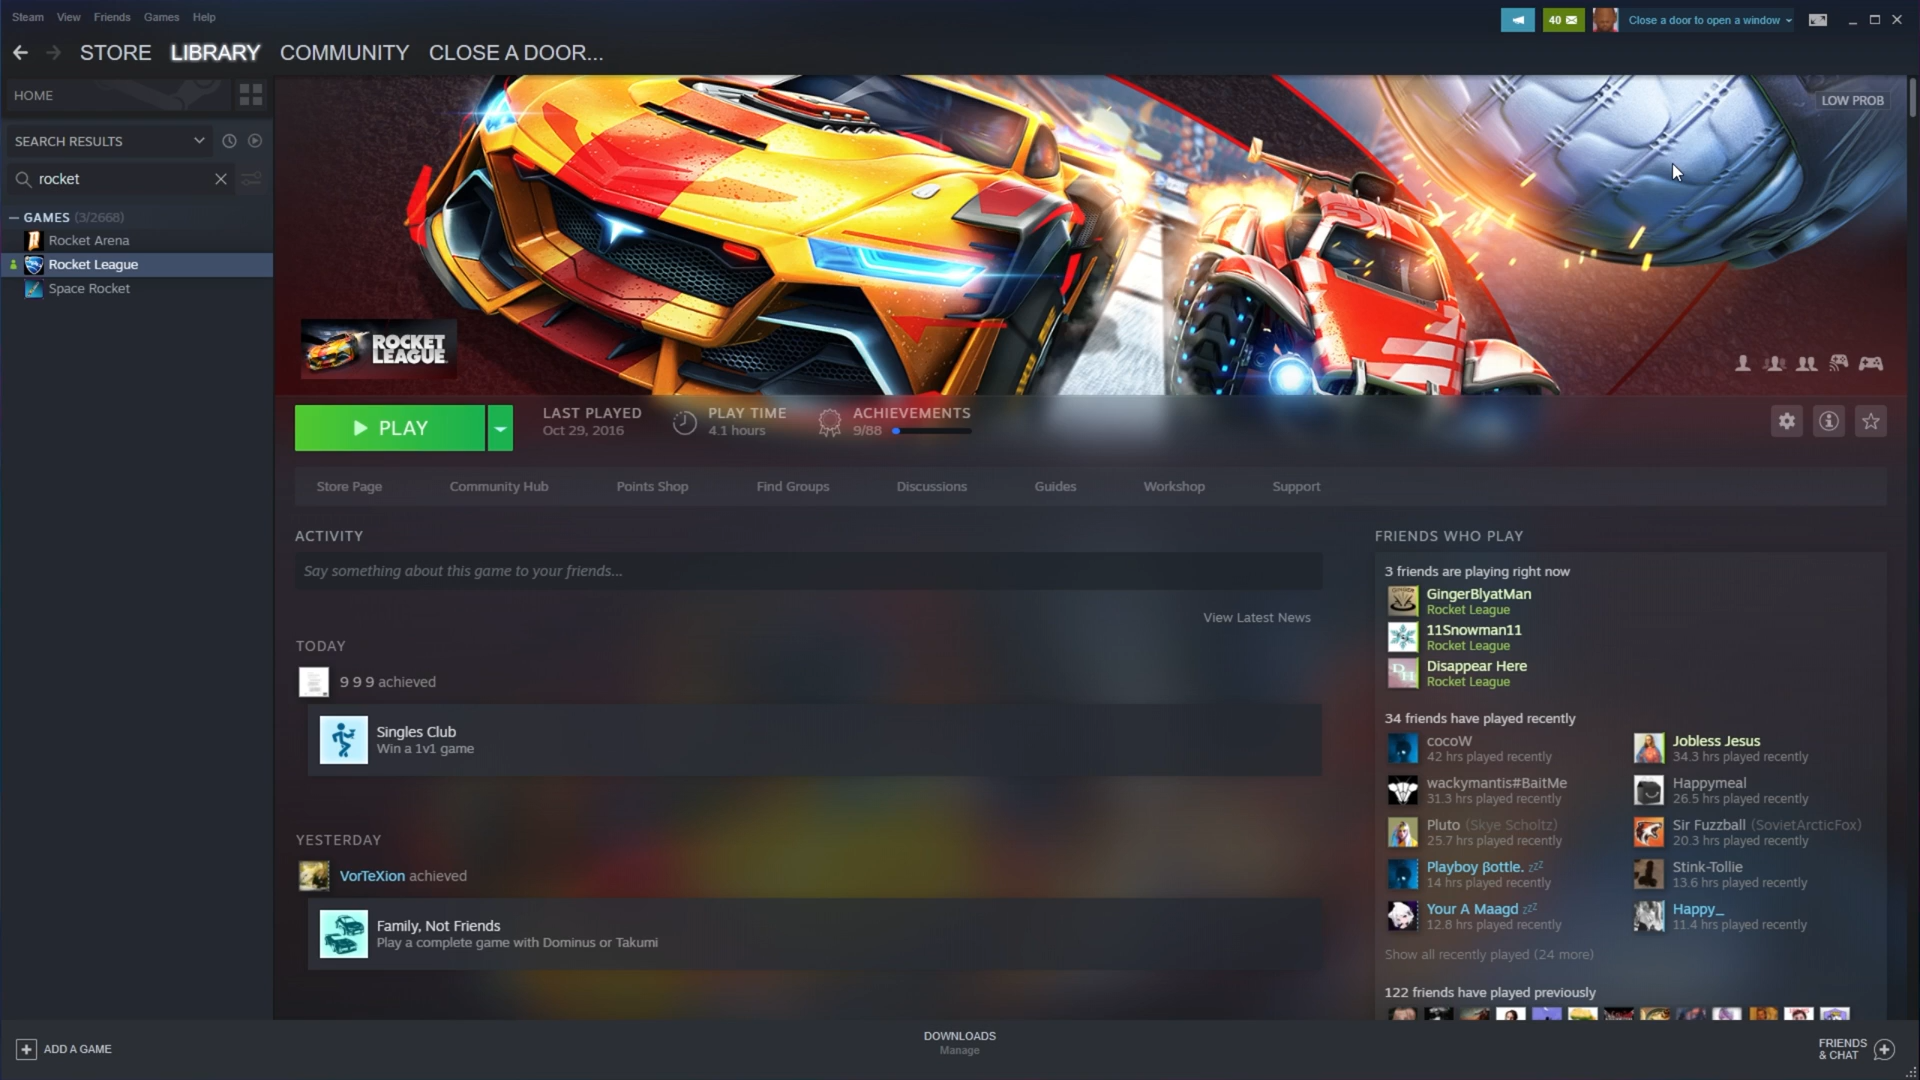 Steam View Friends Games Help
40
Close a door to open a window
STORE LIBRARY COMMUNITY CLOSE A DOOR...
HOME
LOW PROB
SEARCH RESULTS
rocket
GAMES (3/2668)
Rocket Arena
Rocket League
Space Rocket
ROCKET
LEAGUE
PLAY
LAST PLAYED
Oct 29, 2016
PLAY TIME
4.1 hours
ACHIEVEMENTS
9/88
Store Page Community Hub Points Shop Find Groups Discussions Guides Workshop Support
ACTIVITY
Say something about this game to your friends...
View Latest News
TODAY
9 9 9 achieved
Singles Club
Win a 1v1 game
YESTERDAY
VorTeXion achieved
Family, Not Friends
Play a complete game with Dominus or Takumi
FRIENDS WHO PLAY
3 friends are playing right now
GingerBlyatMan
Rocket League
11Snowman11
Rocket League
Disappear Here
Rocket League
34 friends have played recently
cocoW
42 hrs played recently
Jobless Jesus
34.3 hrs played recently
wackymantis#BaitMe
31.3 hrs played recently
Happymeal
26.5 hrs played recently
Pluto (Skye Scholtz)
25.7 hrs played recently
Sir Fuzzball (SovietArcticFox)
20.3 hrs played recently
Playboy βottle. zzZ
14 hrs played recently
Stink-Tollie
13.6 hrs played recently
Your A Maagd zzZ
12.8 hrs played recently
Happy_
11.4 hrs played recently
Show all recently played (24 more)
122 friends have played previously
ADD A GAME
DOWNLOADS
Manage
FRIENDS
& CHAT